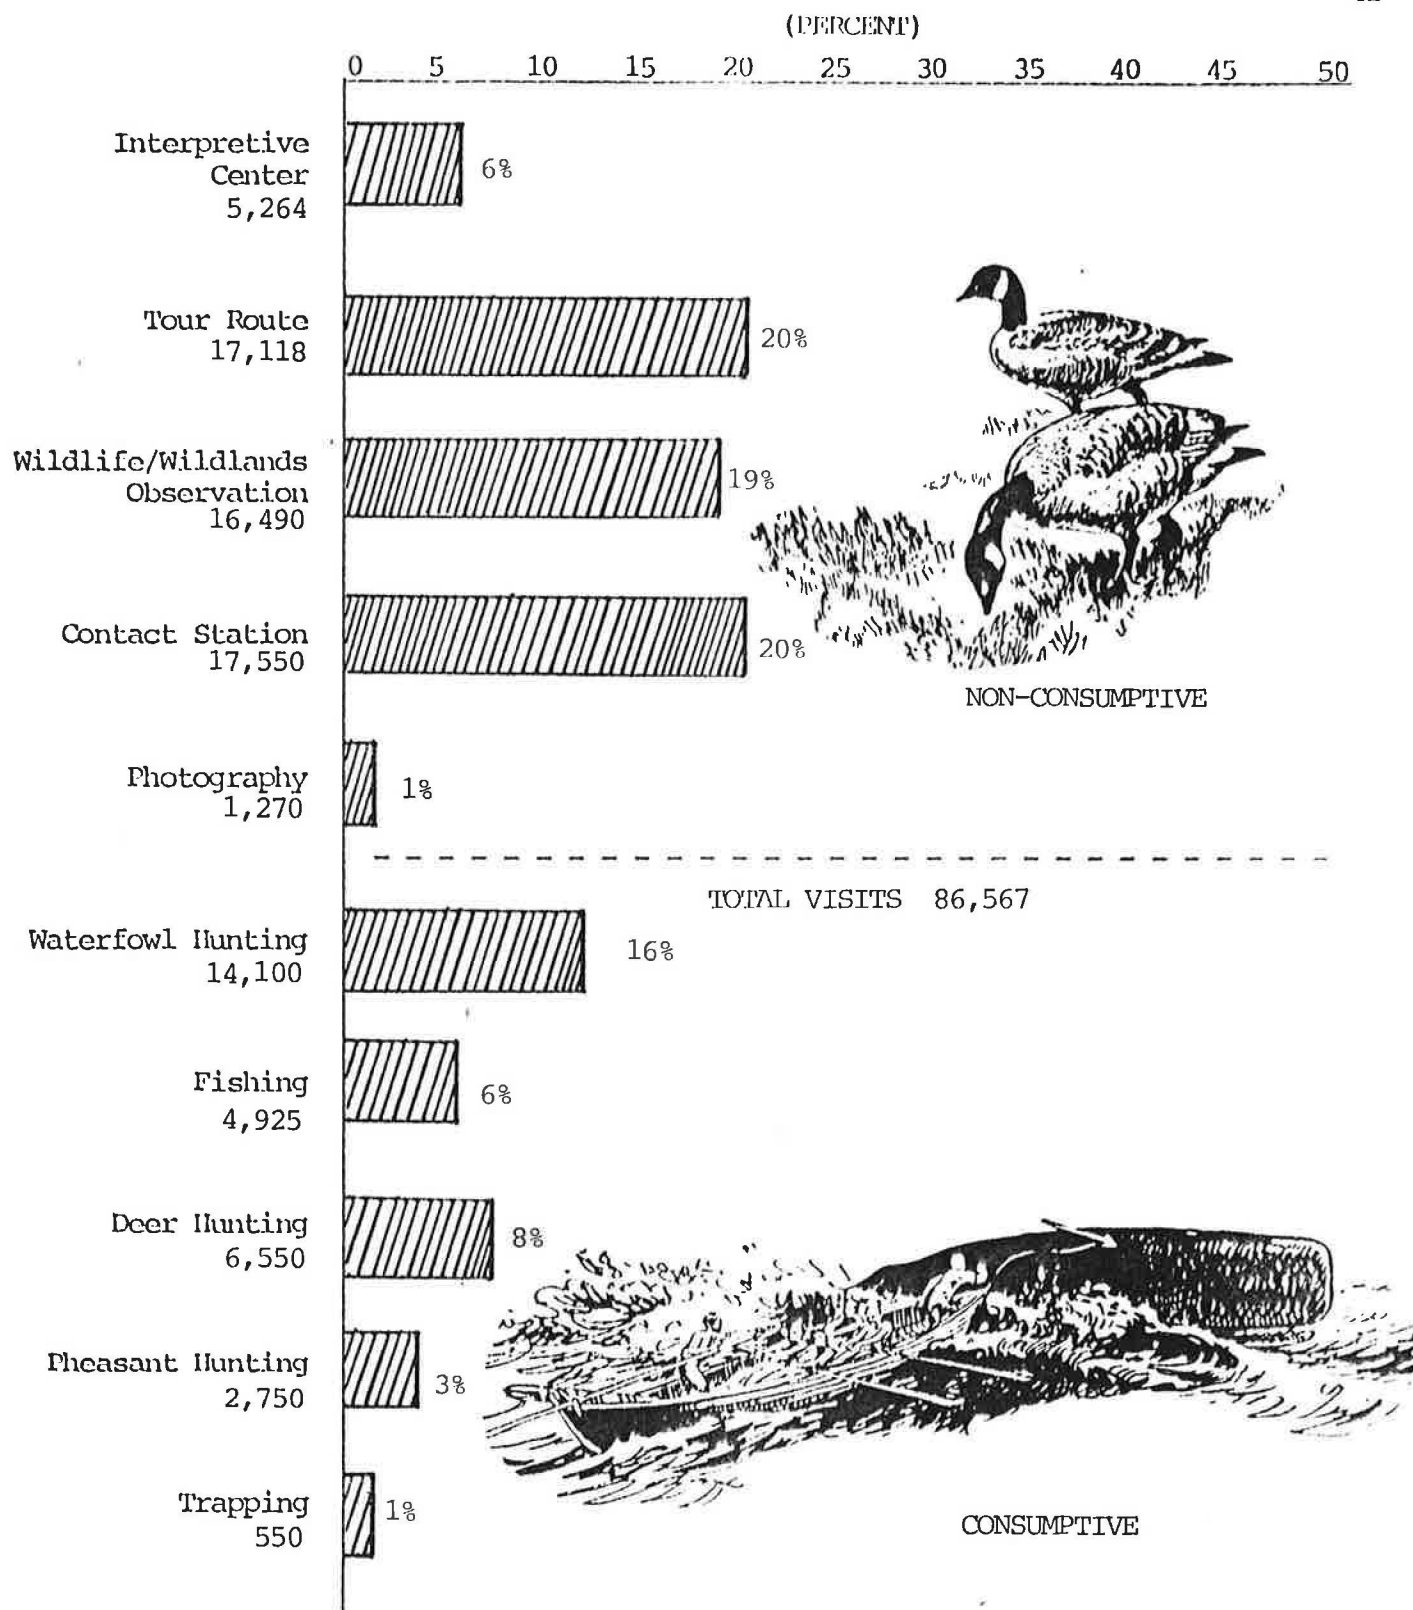 (PERCENT)
0 5 10 15 20 25 30 35 40 45 50
Interpretive
Center
5,264
6%
Tour Route
17,118
20%
Wildlife/Wildlands
Observation
16,490
19%
Contact Station
17,550
20%
NON-CONSUMPTIVE
Photography
1,270
1%
TOTAL VISITS 86,567
Waterfowl Hunting
14,100
16%
Fishing
4,925
6%
Deer Hunting
6,550
8%
Pheasant Hunting
2,750
3%
Trapping
550
1%
CONSUMPTIVE